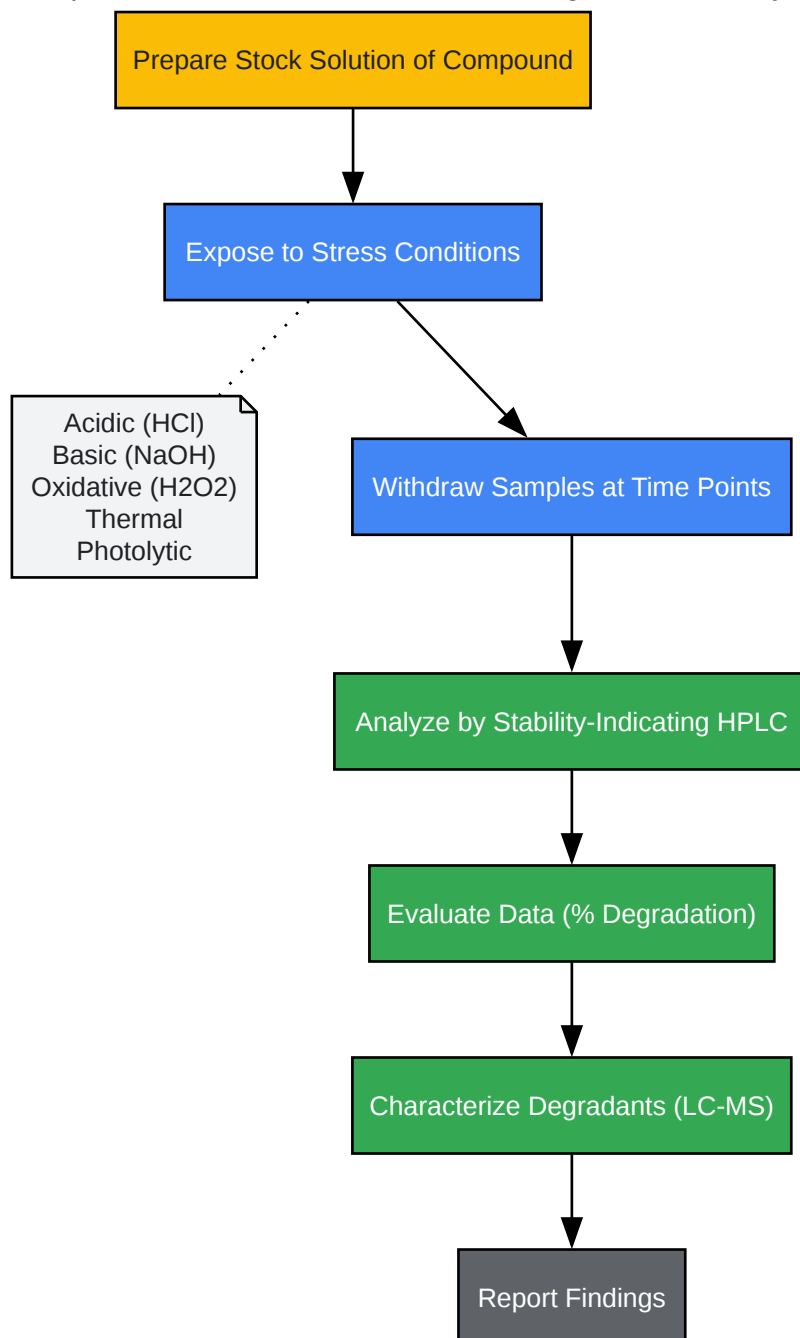 Prepare Stock Solution of Compound
Expose to Stress Conditions
Acidic (HCl)
Basic (NaOH)
Oxidative (H2O2)
Thermal
Photolytic
Withdraw Samples at Time Points
Analyze by Stability-Indicating HPLC
Evaluate Data (% Degradation)
Characterize Degradants (LC-MS)
Report Findings